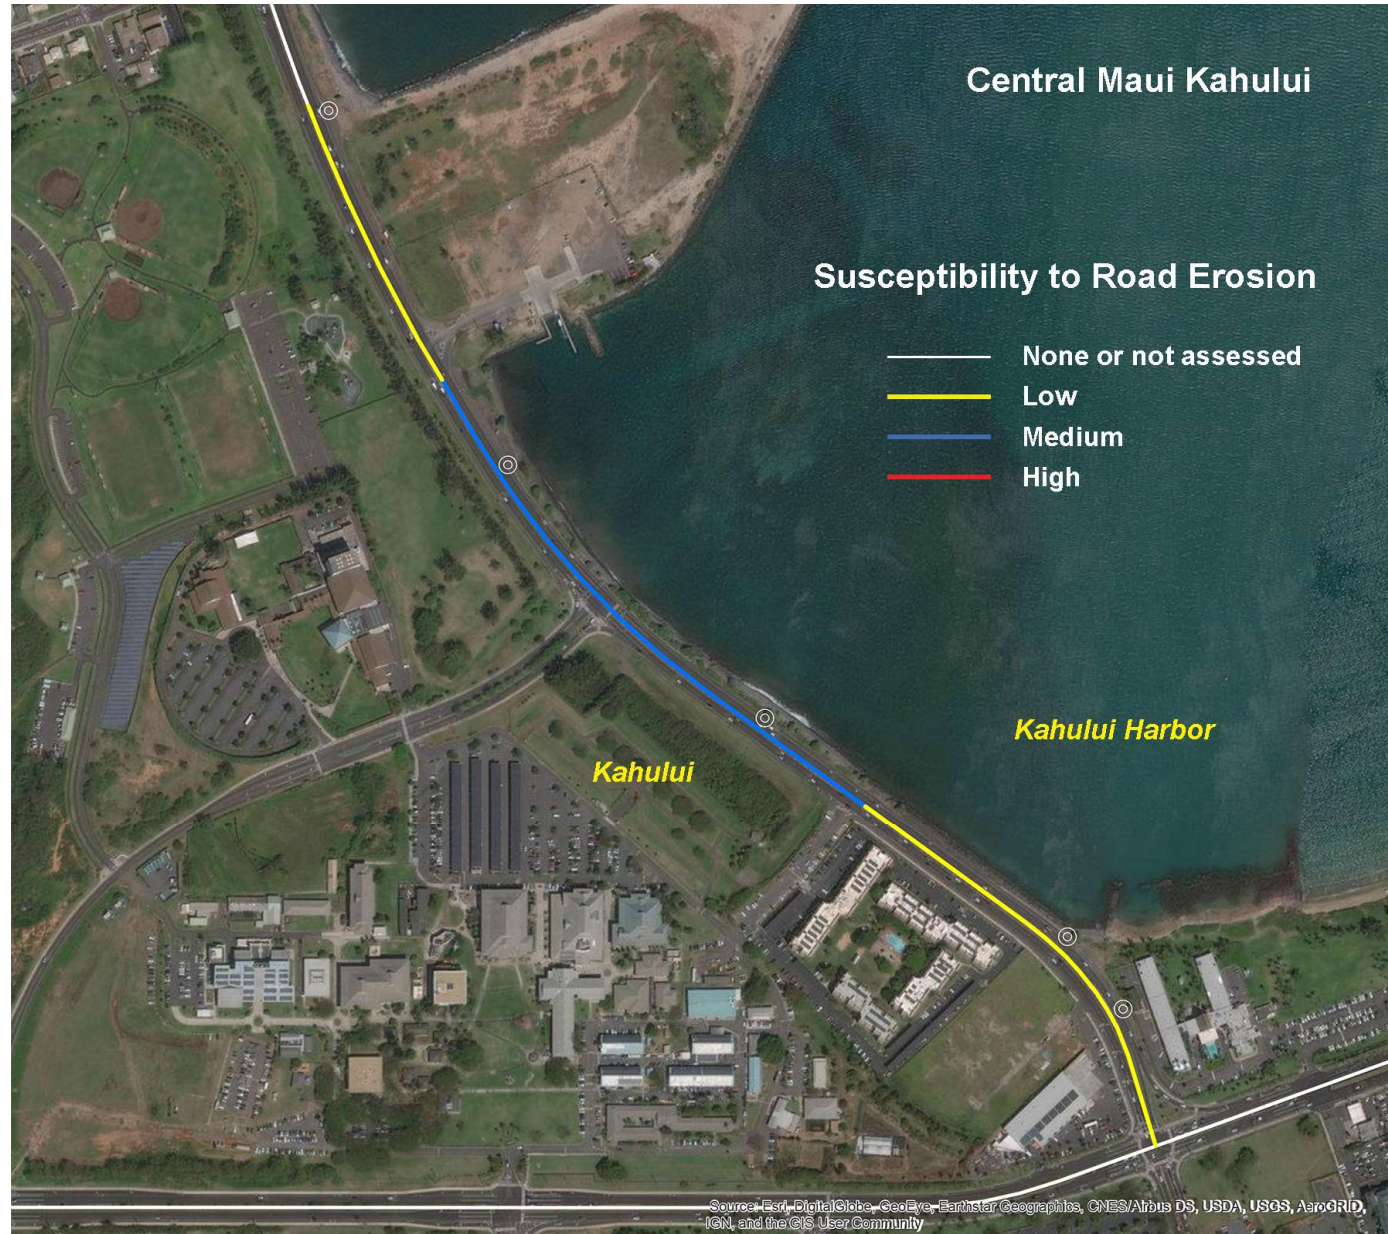 Central Maui Kahului
Susceptibility to Road Erosion
None or not assessed
Low
Medium
High
Kahului Harbor
Kahului
Source: Esri, DigitalGlobe, GeoEye, Earthstar Geographics, CNES/Airbus DS, USDA, USGS, AeroGRID,
IGN, and the GIS User Community